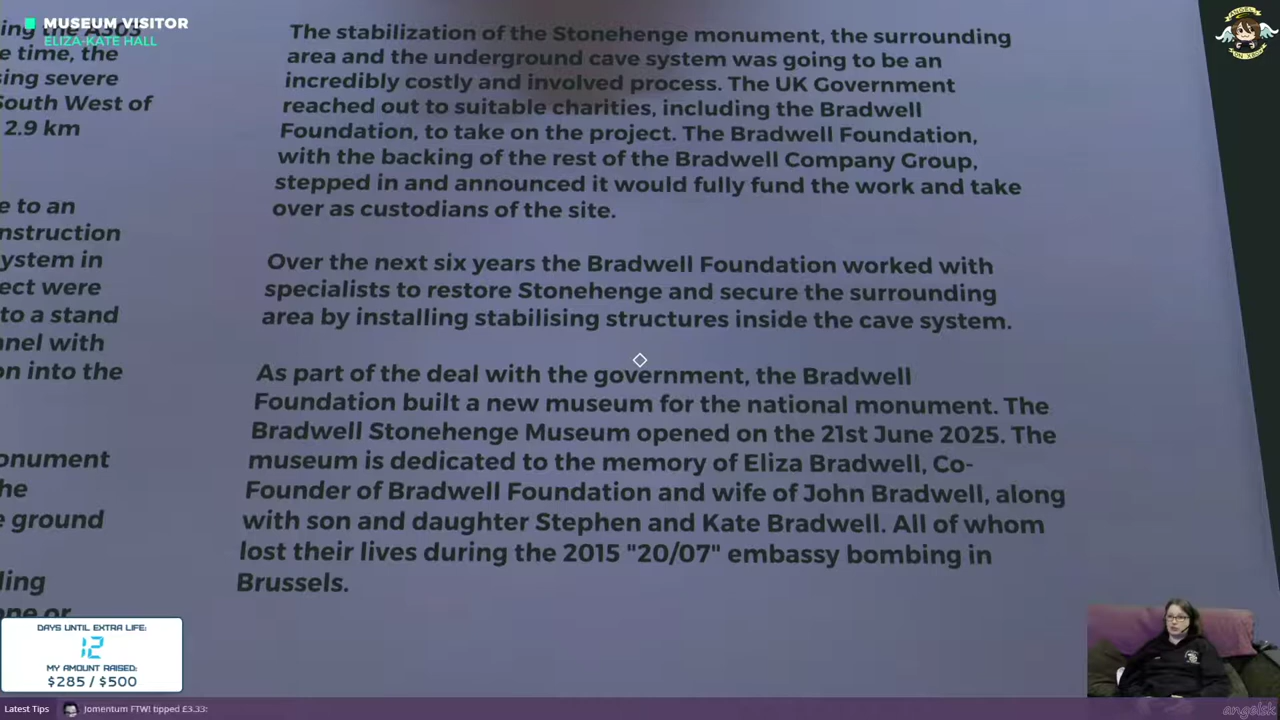 MUSEUM VISITOR
ELIZA-KATE HALL
ing the A303
e time, the
sing severe
South West of
2.9 km
e to an
nstruction
ystem in
ect were
to a stand
nnel with
on into the
onument
he
e ground
ling
one or
The stabilization of the Stonehenge monument, the surrounding
area and the underground cave system was going to be an
incredibly costly and involved process. The UK Government
reached out to suitable charities, including the Bradwell
Foundation, to take on the project. The Bradwell Foundation,
with the backing of the rest of the Bradwell Company Group,
stepped in and announced it would fully fund the work and take
over as custodians of the site.
Over the next six years the Bradwell Foundation worked with
specialists to restore Stonehenge and secure the surrounding
area by installing stabilising structures inside the cave system.
As part of the deal with the government, the Bradwell
Foundation built a new museum for the national monument. The
Bradwell Stonehenge Museum opened on the 21st June 2025. The
museum is dedicated to the memory of Eliza Bradwell, Co-
Founder of Bradwell Foundation and wife of John Bradwell, along
with son and daughter Stephen and Kate Bradwell. All of whom
lost their lives during the 2015 "20/07" embassy bombing in
Brussels.
ANGEL
ON XBOX
DAYS UNTIL EXTRA LIFE:
12
MY AMOUNT RAISED:
$285 / $500
Latest Tips
Jomentum FTW! tipped £3.33:
angelsk